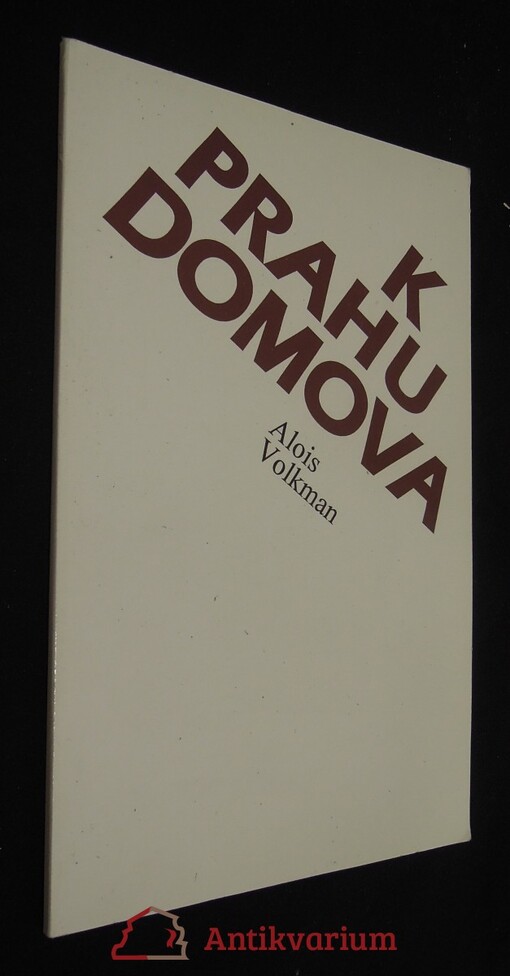 K
PRAHU
DOMOVA
Alois
Volkman
Antikvarium